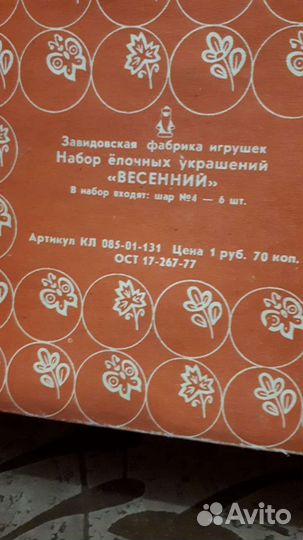 Завидовская фабрика игрушек
Набор ёлочных украшений
«ВЕСЕННИЙ»
В набор входят: шар №4 — 6 шт.
Артикул КЛ 085-01-131 Цена 1 руб. 70 коп.
ОСТ 17-267-77
Avito